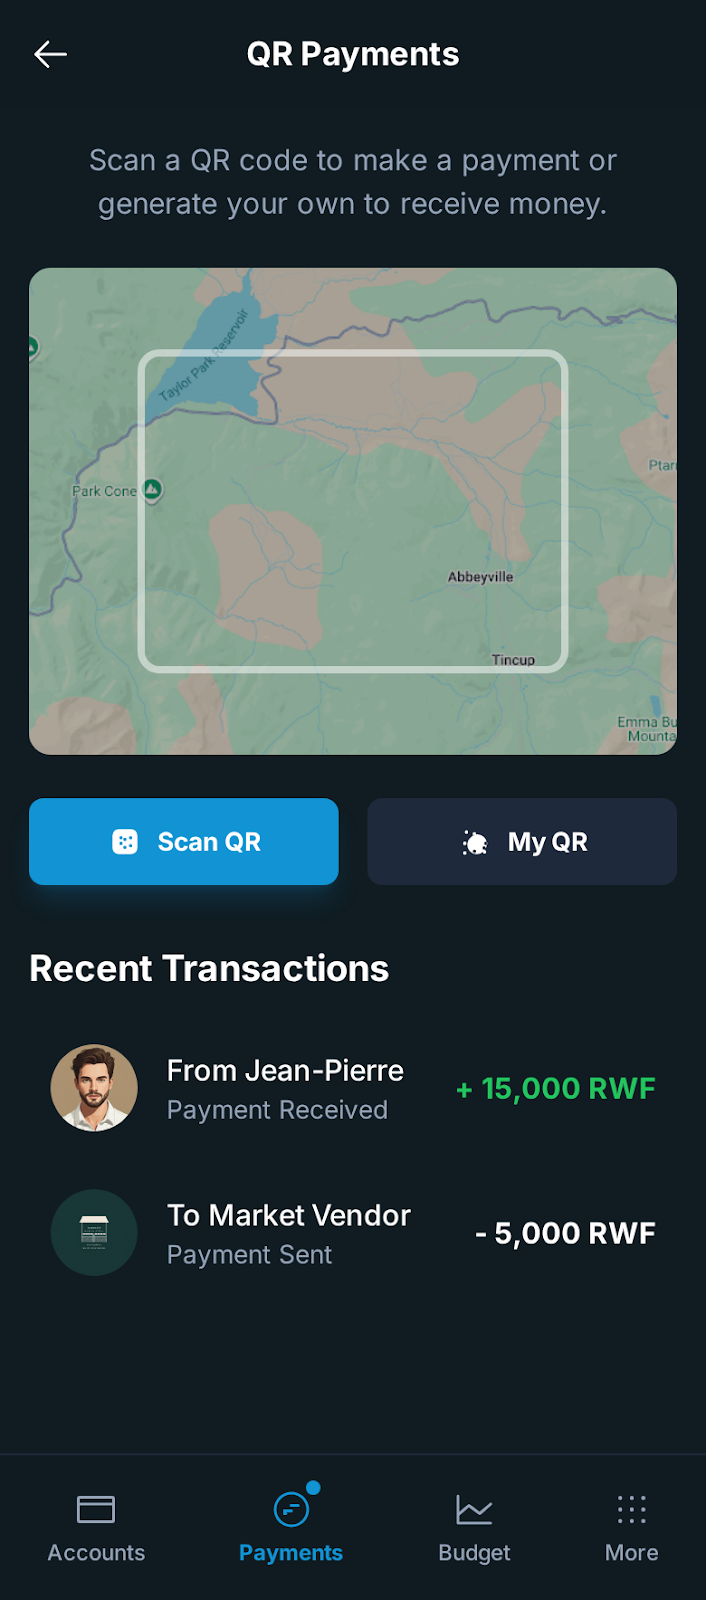 QR Payments
Scan a QR code to make a payment or
generate your own to receive money.
Taylor Park Reservoir
Park Cone
Ptarn
Abbeyville
Tincup
Emma Bu
Mounta
Scan QR
My QR
Recent Transactions
From Jean-Pierre
Payment Received
+ 15,000 RWF
To Market Vendor
Payment Sent
- 5,000 RWF
Accounts
Payments
Budget
More